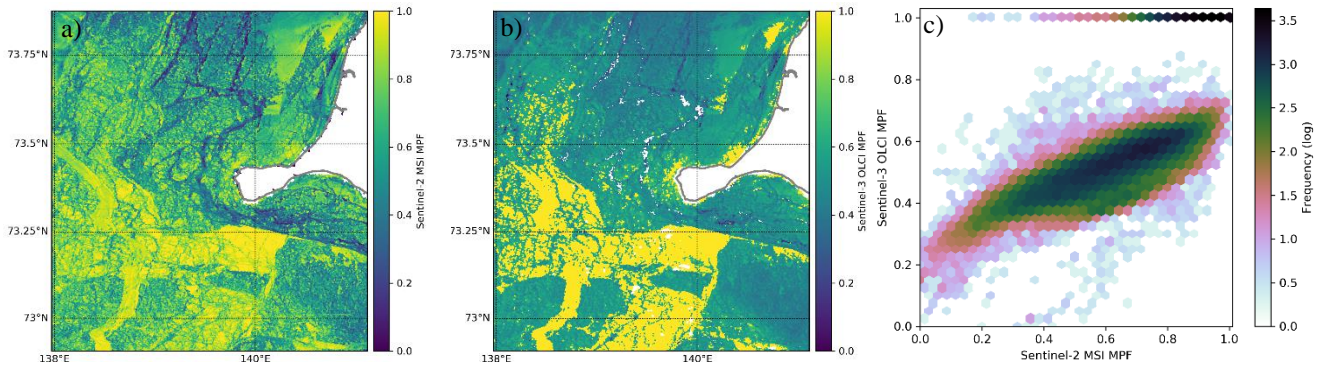 a)
73.75°N
73.5°N
73.25°N
73°N
138°E
140°E
1.0
0.8
0.6
0.4
0.2
0.0
Sentinel-2 MSI MPF
b)
73.75°N
73.5°N
73.25°N
73°N
138°E
140°E
1.0
0.8
0.6
0.4
0.2
0.0
Sentinel-3 OLCI MPF
c)
1.0
0.8
0.6
0.4
0.2
0.0
Sentinel-3 OLCI MPF
0.0 0.2 0.4 0.6 0.8 1.0
Sentinel-2 MSI MPF
3.5
3.0
2.5
2.0
1.5
1.0
0.5
0.0
Frequency (log)